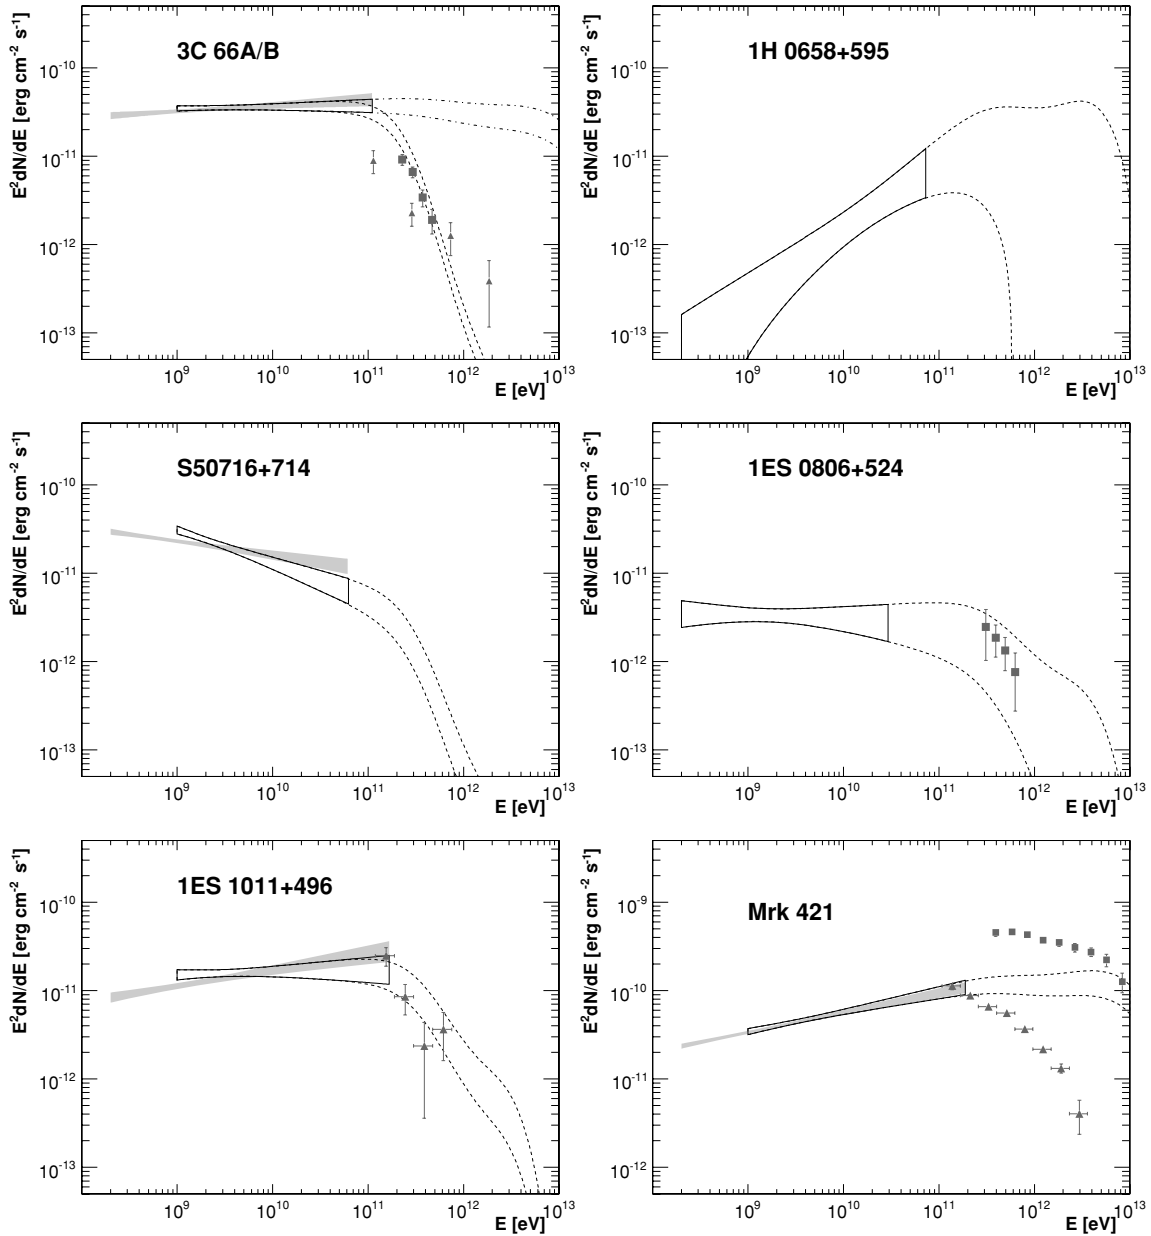 3C 66A/B
E²dN/dE [erg cm⁻² s⁻¹]
10⁻¹⁰
10⁻¹¹
10⁻¹²
10⁻¹³
10⁹ 10¹⁰ 10¹¹ 10¹² 10¹³
E [eV]
1H 0658+595
E²dN/dE [erg cm⁻² s⁻¹]
10⁻¹⁰
10⁻¹¹
10⁻¹²
10⁻¹³
10⁹ 10¹⁰ 10¹¹ 10¹² 10¹³
E [eV]
S50716+714
E²dN/dE [erg cm⁻² s⁻¹]
10⁻¹⁰
10⁻¹¹
10⁻¹²
10⁻¹³
10⁹ 10¹⁰ 10¹¹ 10¹² 10¹³
E [eV]
1ES 0806+524
E²dN/dE [erg cm⁻² s⁻¹]
10⁻¹⁰
10⁻¹¹
10⁻¹²
10⁻¹³
10⁹ 10¹⁰ 10¹¹ 10¹² 10¹³
E [eV]
1ES 1011+496
E²dN/dE [erg cm⁻² s⁻¹]
10⁻¹⁰
10⁻¹¹
10⁻¹²
10⁻¹³
10⁹ 10¹⁰ 10¹¹ 10¹² 10¹³
E [eV]
Mrk 421
E²dN/dE [erg cm⁻² s⁻¹]
10⁻⁹
10⁻¹⁰
10⁻¹¹
10⁻¹²
10⁹ 10¹⁰ 10¹¹ 10¹² 10¹³
E [eV]